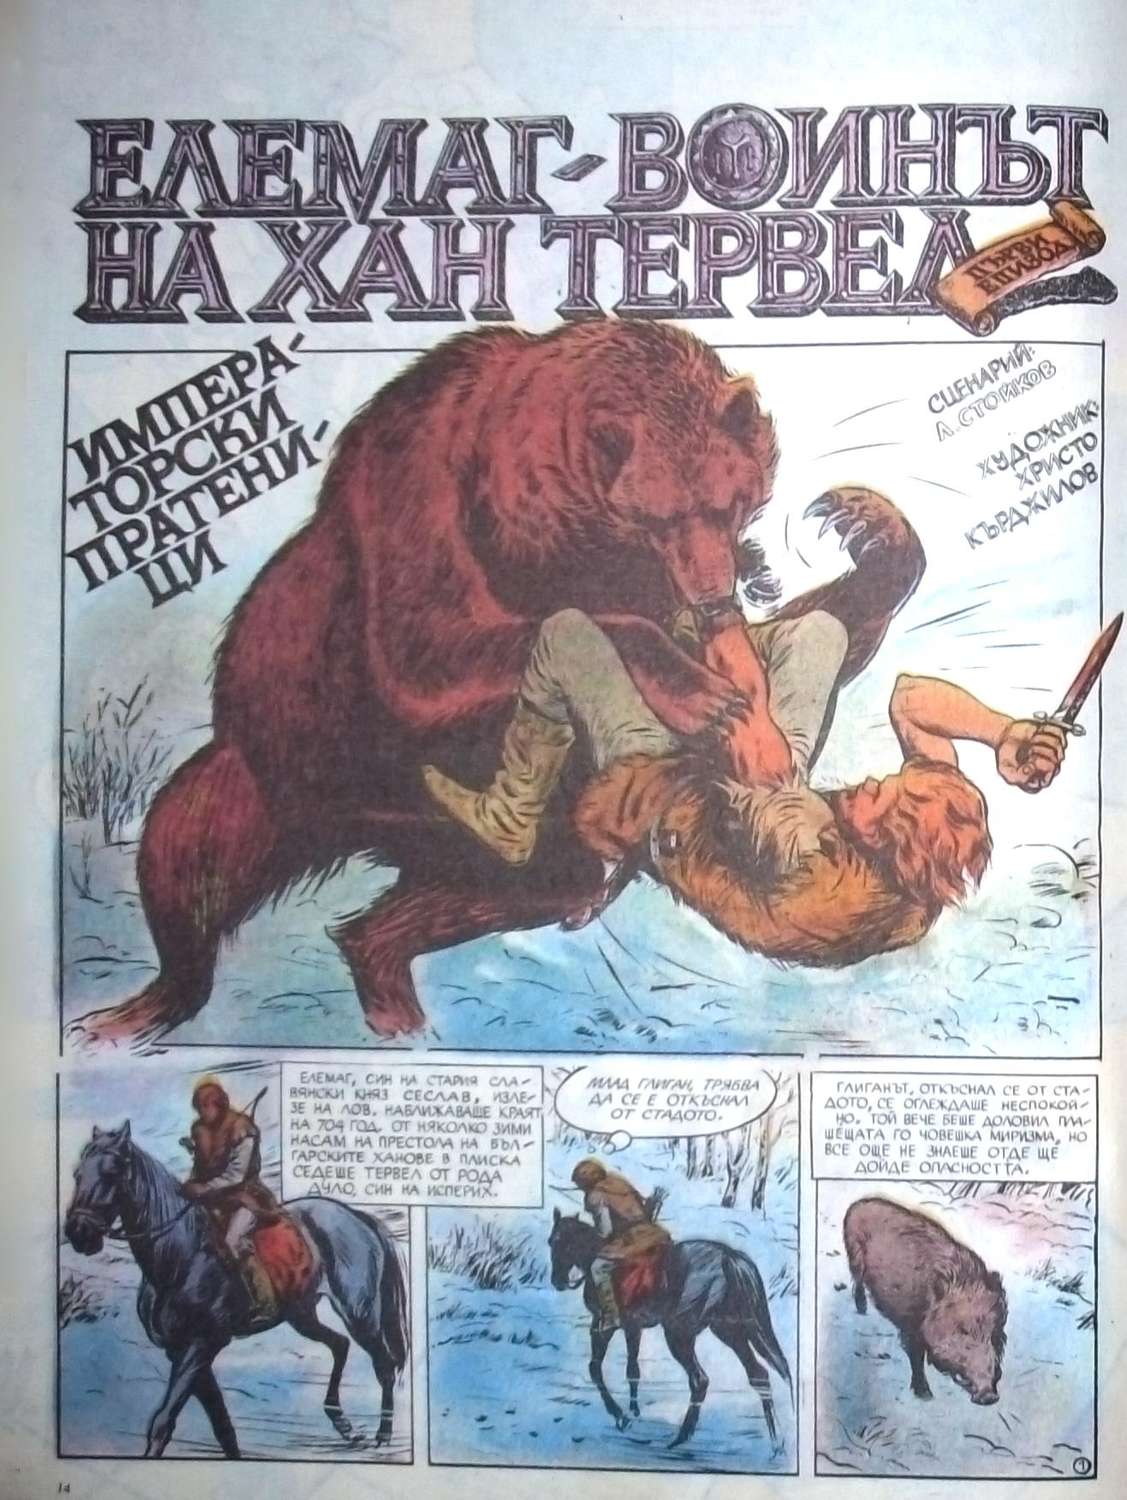 ЕЛЕМАГ-ВОИНЪТ
НА ХАН ТЕРВЕЛ
ПЪРВИ
ЕПИЗОД
ИМПЕРА-
ТОРСКИ
ПРАТЕНИ-
ЦИ
СЦЕНАРИЙ:
Л. СТОЙКОВ
ХУДОЖНИК:
ХРИСТО
КЪРДЖИЛОВ
ЕЛЕМАГ, СИН НА СТАРИЯ СЛА-
ВЯНСКИ КНЯЗ СЕСЛАВ, ИЗЛЕ-
ЗЕ НА ЛОВ. НАБЛИЖАВАШЕ КРАЯТ
НА 704 ГОД. ОТ НЯКОЛКО ЗИМИ
НАСАМ НА ПРЕСТОЛА НА БЪЛ-
ГАРСКИТЕ ХАНОВЕ В ПЛИСКА
СЕДЕШЕ ТЕРВЕЛ ОТ РОДА
ДУЛО, СИН НА ИСПЕРИХ.
МЛАД ГЛИГАН, ТРЯБВА
ДА СЕ Е ОТКЪСНАЛ
ОТ СТАДОТО.
ГЛИГАНЪТ, ОТКЪСНАЛ СЕ ОТ СТА-
ДОТО, СЕ ОГЛЕЖДАШЕ НЕСПОКОЙ-
НО. ТОЙ ВЕЧЕ БЕШЕ ДОЛОВИЛ ПЛА-
ШЕЩАТА ГО ЧОВЕШКА МИРИЗМА, НО
ВСЕ ОЩЕ НЕ ЗНАЕШЕ ОТДЕ ЩЕ
ДОЙДЕ ОПАСНОСТТА.
1
14